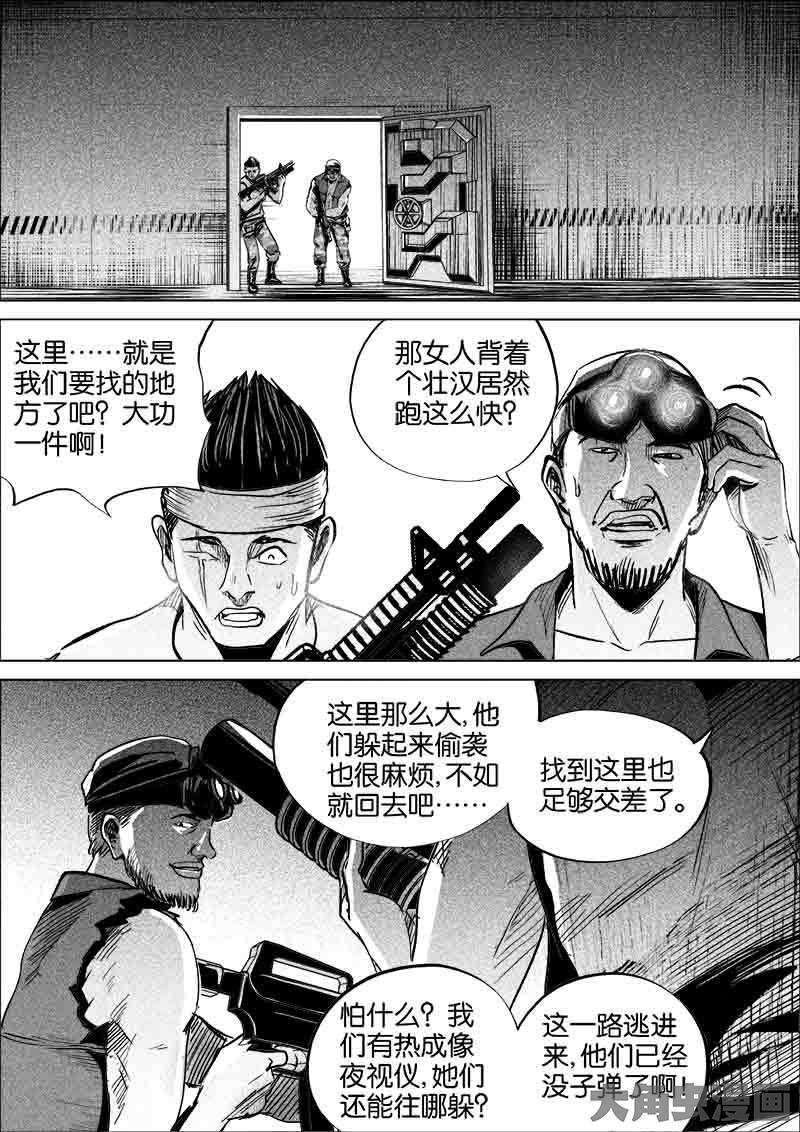 这里……就是
我们要找的地
方了吧？大功
一件啊！
那女人背着
个壮汉居然
跑这么快？
这里那么大,他
们躲起来偷袭
也很麻烦,不如
就回去吧……
找到这里也
足够交差了。
怕什么？我
们有热成像
夜视仪,她们
还能往哪躲？
这一路逃进
来,他们已经
没子弹了啊！
大角虫漫画